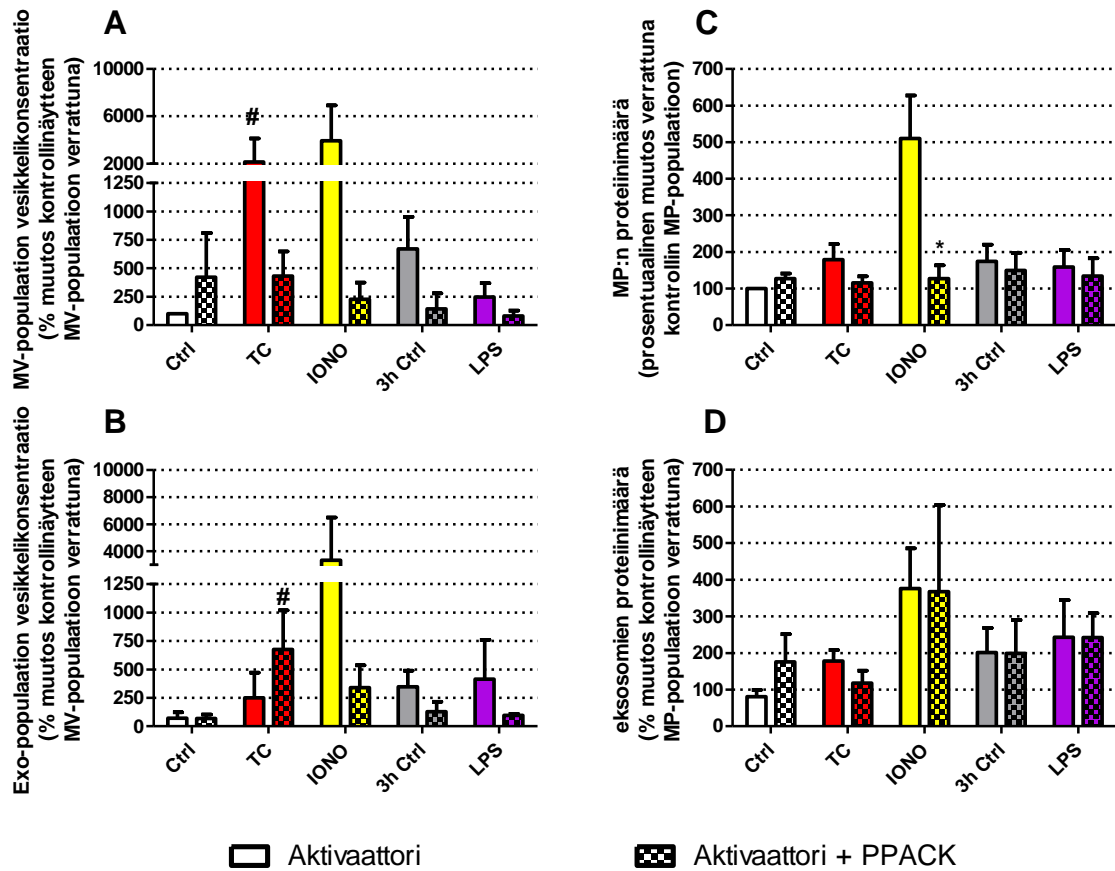 A
MV-populaation vesikkelikonsentraatio
(% muutos kontrollinäytteen
MV-populaatioon verrattuna)
10000
6000
2000
1250
1000
750
500
250
0
#
Ctrl
TC
IONO
3h Ctrl
LPS
C
MP:n proteiinimäärä
(prosentuaalinen muutos verrattuna
kontrollin MP-populaatioon)
700
600
500
400
300
200
100
0
*
Ctrl
TC
IONO
3h Ctrl
LPS
B
Exo-populaation vesikkelikonsentraatio
(% muutos kontrollinäytteen
MV-populaatioon verrattuna)
10000
8000
6000
4000
1250
1000
750
500
250
0
#
Ctrl
TC
IONO
3h Ctrl
LPS
D
eksosomien proteiinimäärä
(% muutos kontrollinäytteen
MP-populaatioon verrattuna)
700
600
500
400
300
200
100
0
Ctrl
TC
IONO
3h Ctrl
LPS
Aktivaattori
Aktivaattori + PPACK